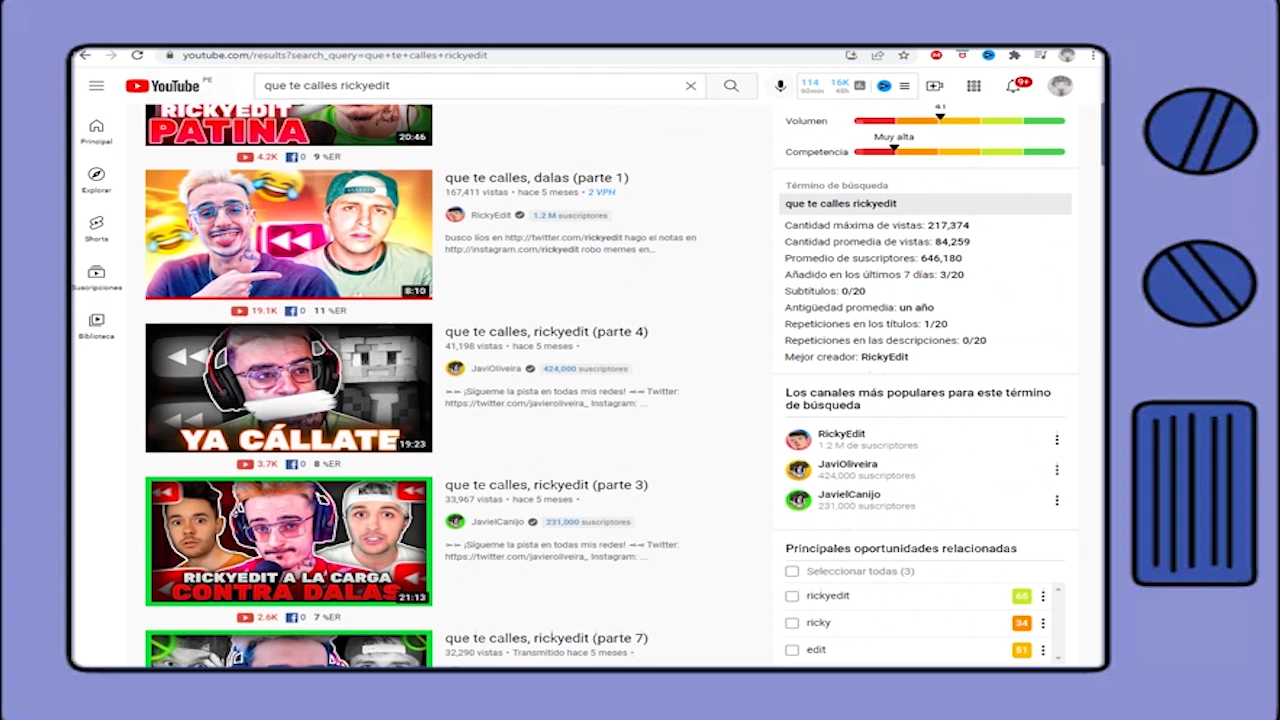 youtube.com/results?search_query=que+te+calles+rickyedit
YouTube PE
que te calles rickyedit
114
60min
16K
48h
9+
Principal
Explorar
Shorts
Suscripciones
Biblioteca
RICKYEDIT
PATINA
20:46
4.2K 0 9 %ER
8:10
que te calles, dalas (parte 1)
167,411 vistas • hace 5 meses • 2 VPH
RickyEdit 1.2 M suscriptores
busco líos en http://twitter.com/rickyedit hago el notas en
http://instagram.com/rickyedit robo memes en...
19.1K 0 11 %ER
YA CÁLLATE
19:23
que te calles, rickyedit (parte 4)
41,198 vistas • hace 5 meses •
JaviOliveira 424,000 suscriptores
➵➵ ¡Sígueme la pista en todas mis redes! ➵➵ Twitter:
https://twitter.com/javieroliveira_ Instagram: ...
3.7K 0 8 %ER
RICKYEDIT A LA CARGA
CONTRA DALAS
21:13
que te calles, rickyedit (parte 3)
33,967 vistas • hace 5 meses •
JavielCanijo 231,000 suscriptores
➵➵ ¡Sígueme la pista en todas mis redes! ➵➵ Twitter:
https://twitter.com/javieroliveira_ Instagram: ...
2.6K 0 7 %ER
que te calles, rickyedit (parte 7)
32,290 vistas • Transmitido hace 5 meses •
41
Volumen
Muy alta
Competencia
Término de búsqueda
que te calles rickyedit
Cantidad máxima de vistas: 217,374
Cantidad promedia de vistas: 84,259
Promedio de suscriptores: 646,180
Añadido en los últimos 7 días: 3/20
Subtítulos: 0/20
Antigüedad promedia: un año
Repeticiones en los títulos: 1/20
Repeticiones en las descripciones: 0/20
Mejor creador: RickyEdit
Los canales más populares para este término
de búsqueda
RickyEdit
1.2 M de suscriptores
JaviOliveira
424,000 suscriptores
JavielCanijo
231,000 suscriptores
Principales oportunidades relacionadas
Seleccionar todas (3)
rickyedit 65
ricky 34
edit 51